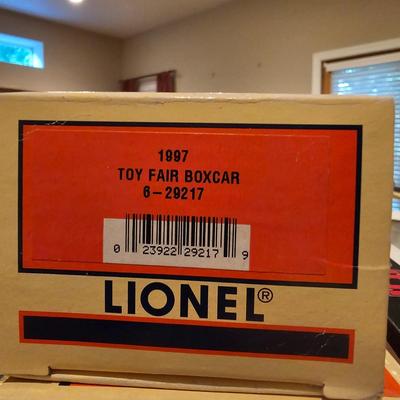 1997
TOY FAIR BOXCAR
6-29217
0 23922 29217 9
LIONEL®